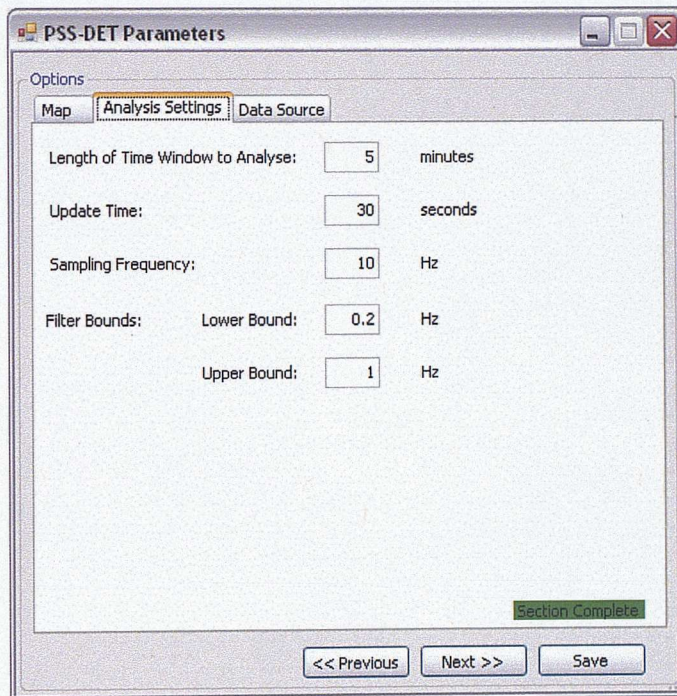 PSS-DET Parameters
Options
Map Analysis Settings Data Source
Length of Time Window to Analyse: 5 minutes
Update Time: 30 seconds
Sampling Frequency: 10 Hz
Filter Bounds: Lower Bound: 0.2 Hz
Upper Bound: 1 Hz
Section Complete
<< Previous Next >> Save